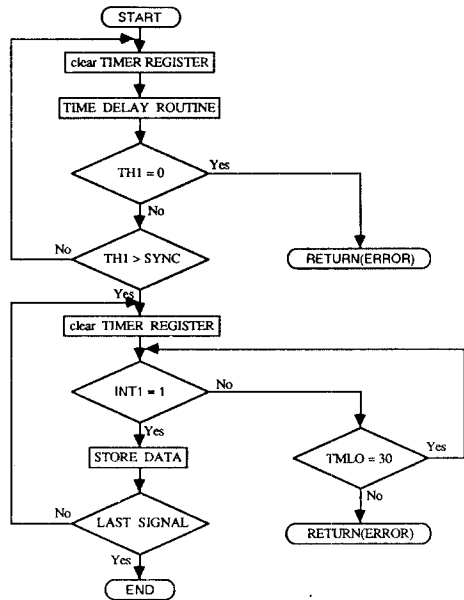 START
clear TIMER REGISTER
TIME DELAY ROUTINE
TH1 = 0
Yes
No
TH1 > SYNC
No
RETURN(ERROR)
Yes
clear TIMER REGISTER
INT1 = 1
No
Yes
STORE DATA
TMLO = 30
Yes
No
LAST SIGNAL
No
RETURN(ERROR)
Yes
END